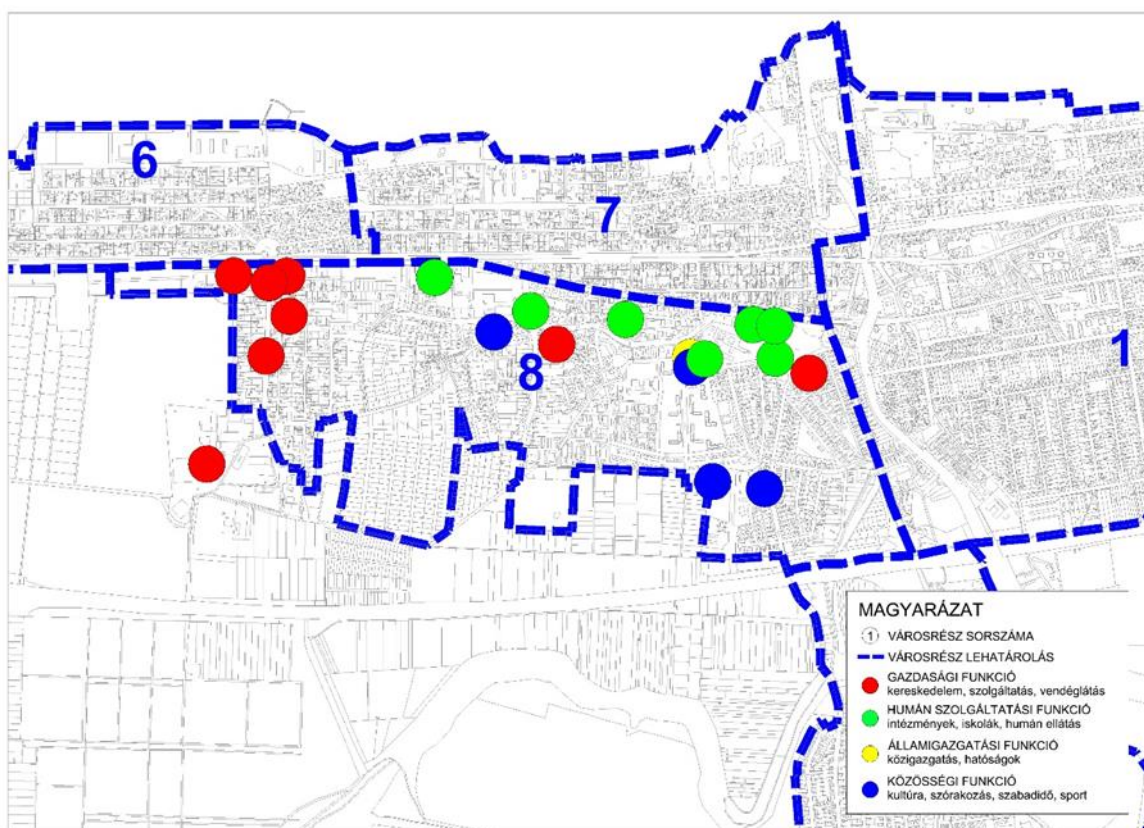 6
7
8
1
MAGYARÁZAT
1 VÁROSRÉSZ SORSZÁMA
VÁROSRÉSZ LEHATÁROLÁS
GAZDASÁGI FUNKCIÓ
kereskedelem, szolgáltatás, vendéglátás
HUMÁN SZOLGÁLTATÁSI FUNKCIÓ
intézmények, iskolák, humán ellátás
ÁLLAMIGAZGATÁSI FUNKCIÓ
közigazgatás, hatóságok
KÖZÖSSÉGI FUNKCIÓ
kultúra, szórakozás, szabadidő, sport